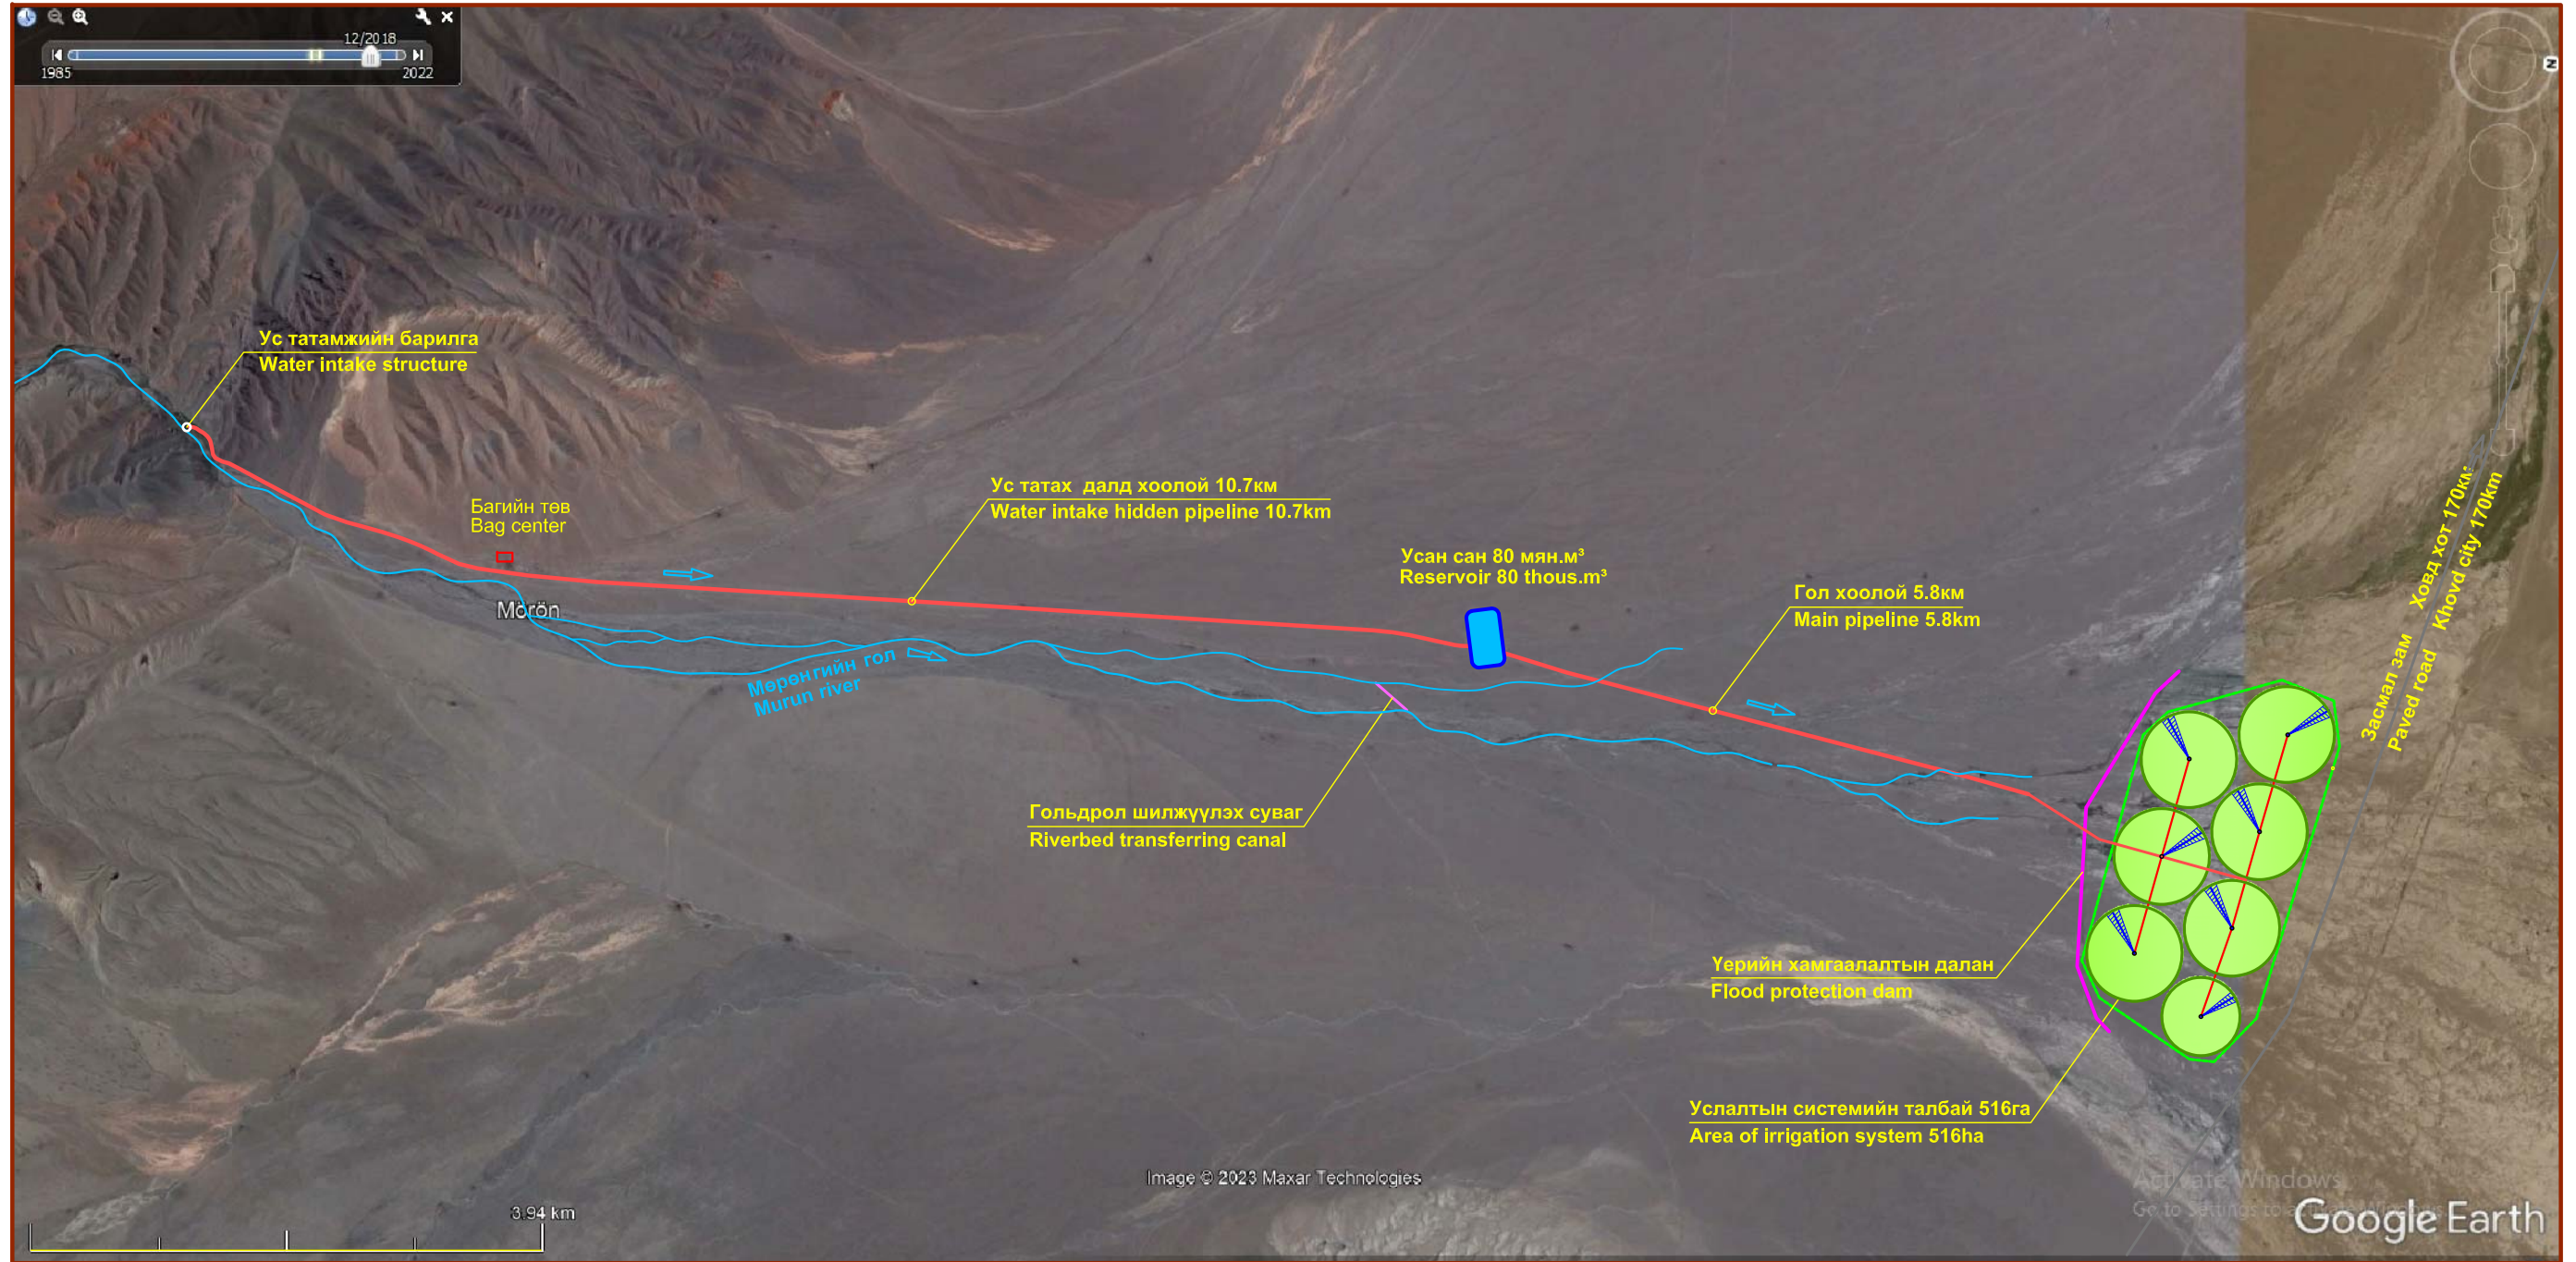 12/2018
1985
2022
N
Ус татамжийн барилга
Water intake structure
Ус татах далд хоолой 10.7км
Water intake hidden pipeline 10.7km
Багийн төв
Bag center
Усан сан 80 мян.м³
Reservoir 80 thous.m³
Гол хоолой 5.8км
Main pipeline 5.8km
Засмал зам Ховд хот 170км
Paved road Khovd city 170km
Mörön
Мөрөнгийн гол
Murun river
Гольдрол шилжүүлэх суваг
Riverbed transferring canal
Үерийн хамгаалалтын далан
Flood protection dam
Услалтын системийн талбай 516га
Area of irrigation system 516ha
Image © 2023 Maxar Technologies
Activate Windows
Go to Settings to
3.94 km
Google Earth